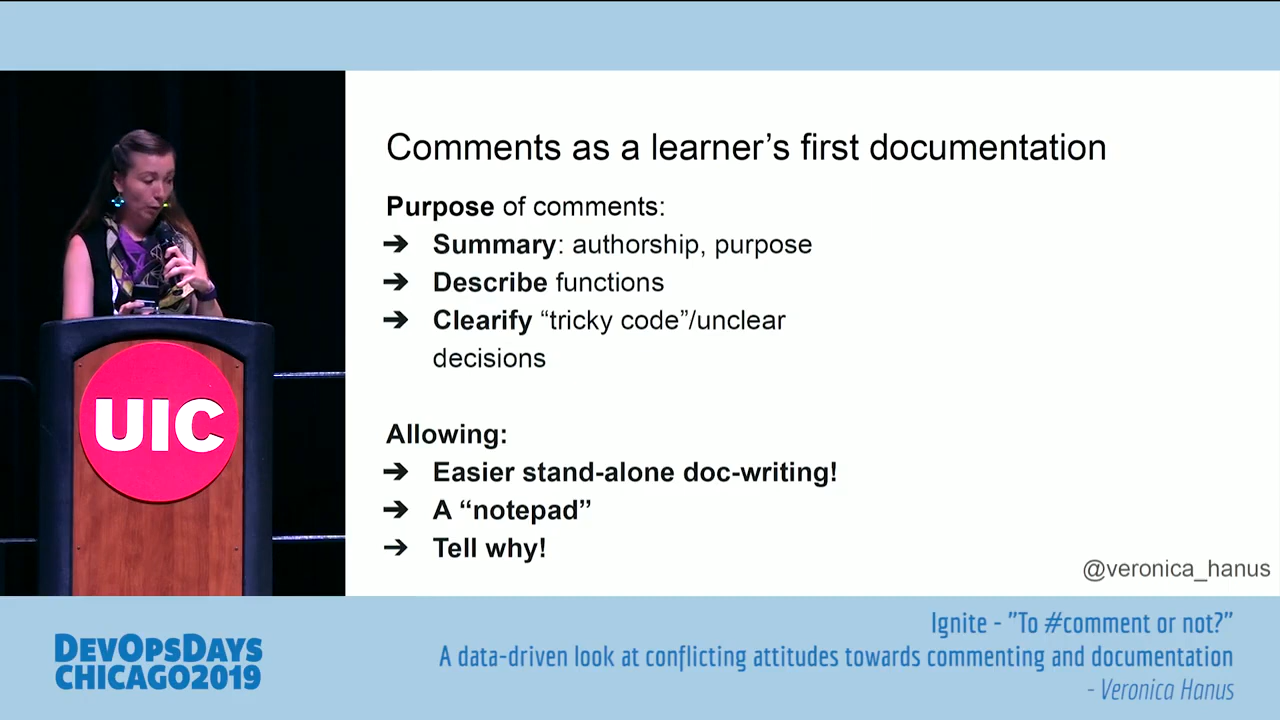 Comments as a learner’s first documentation
Purpose of comments:
➔ Summary: authorship, purpose
➔ Describe functions
➔ Clearify “tricky code”/unclear
decisions
Allowing:
➔ Easier stand-alone doc-writing!
➔ A “notepad”
➔ Tell why!
@veronica_hanus
UIC
DEVOPSDAYS
CHICAGO2019
Ignite - "To #comment or not?"
A data-driven look at conflicting attitudes towards commenting and documentation
- Veronica Hanus